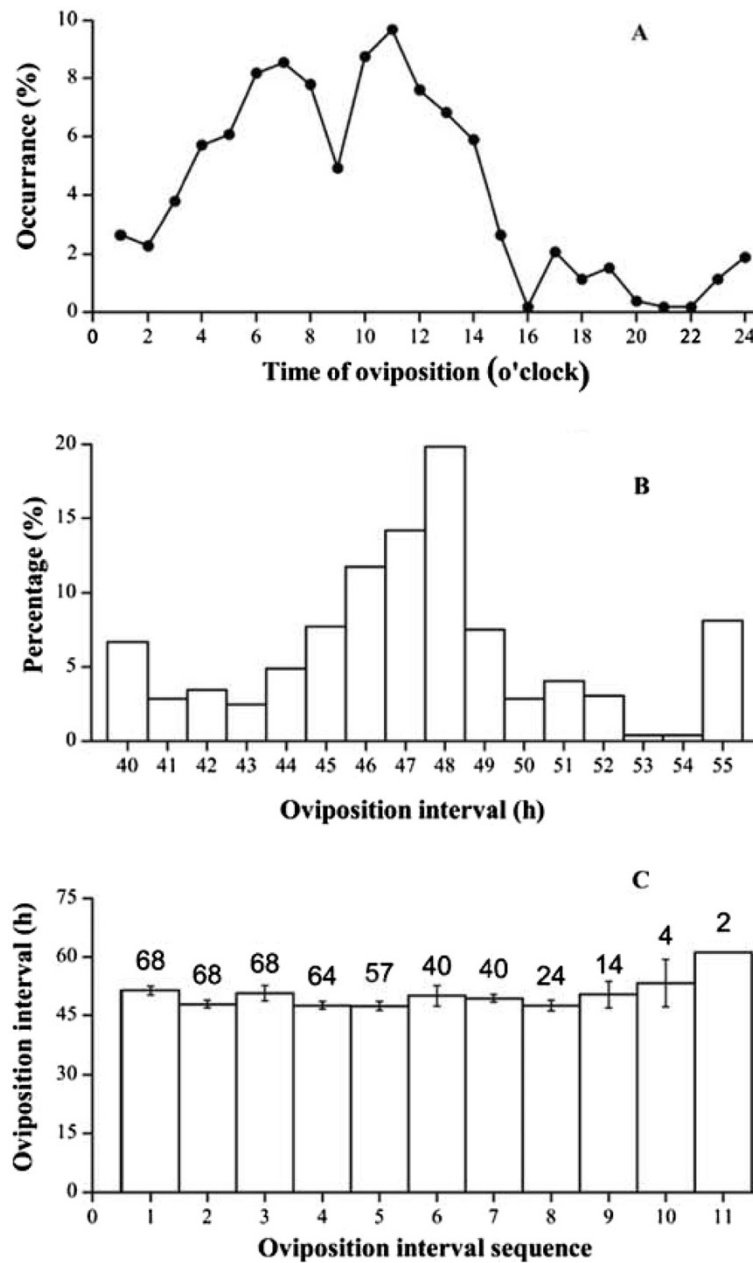 A
10
8
6
4
2
0
Occurrance (%)
0 2 4 6 8 10 12 14 16 18 20 22 24
Time of oviposition (o'clock)
B
20
15
10
5
0
Percentage (%)
40 41 42 43 44 45 46 47 48 49 50 51 52 53 54 55
Oviposition interval (h)
C
75
60
45
30
15
0
Oviposition interval (h)
68 68 68 64 57 40 40 24 14 4 2
0 1 2 3 4 5 6 7 8 9 10 11
Oviposition interval sequence